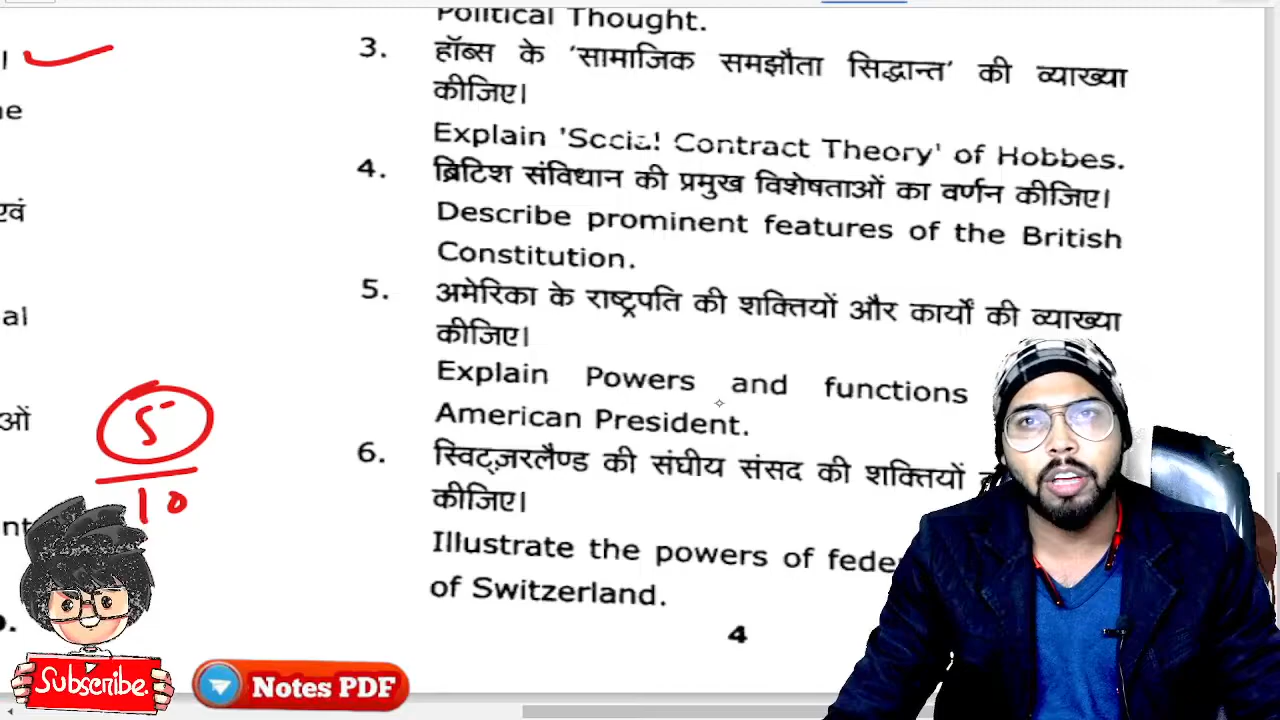 Political Thought.
3. हॉब्स के ‘सामाजिक समझौता सिद्धान्त’ की व्याख्या
कीजिए।
Explain 'Social Contract Theory' of Hobbes.
4. ब्रिटिश संविधान की प्रमुख विशेषताओं का वर्णन कीजिए।
Describe prominent features of the British
Constitution.
5. अमेरिका के राष्ट्रपति की शक्तियों और कार्यों की व्याख्या
कीजिए।
Explain Powers and functions
American President.
6. स्विट्ज़रलैण्ड की संघीय संसद की शक्तियों
कीजिए।
Illustrate the powers of
of Switzerland.
4
एवं
al
5
10
Subscribe.
Notes PDF